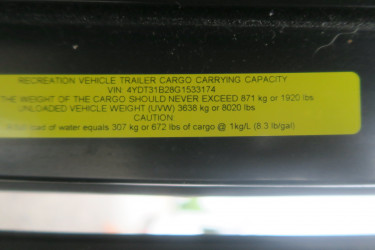 RECREATION VEHICLE TRAILER CARGO CARRYING CAPACITY
VIN: 4YDT31B28G1533174
THE WEIGHT OF THE CARGO SHOULD NEVER EXCEED 871 kg or 1920 lbs
UNLOADED VEHICLE WEIGHT (UVW) 3638 kg or 8020 lbs
CAUTION:
load of water equals 307 kg or 672 lbs of cargo @ 1kg/L (8.3 lb/gal)